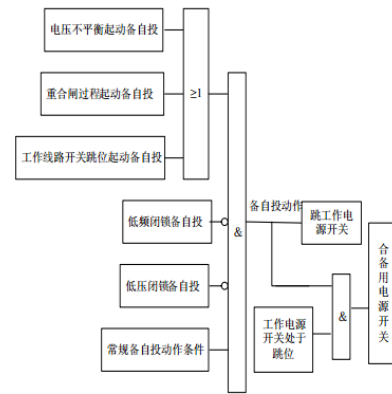 电压不平衡起动备自投
重合闸过程起动备自投
≥1
工作线路开关跳位起动备自投
低频闭锁备自投
低压闭锁备自投
常规备自投动作条件
&
备自投动作
跳工作电
源开关
工作电源
开关处于
跳位
&
合
备
用
电
源
开
关